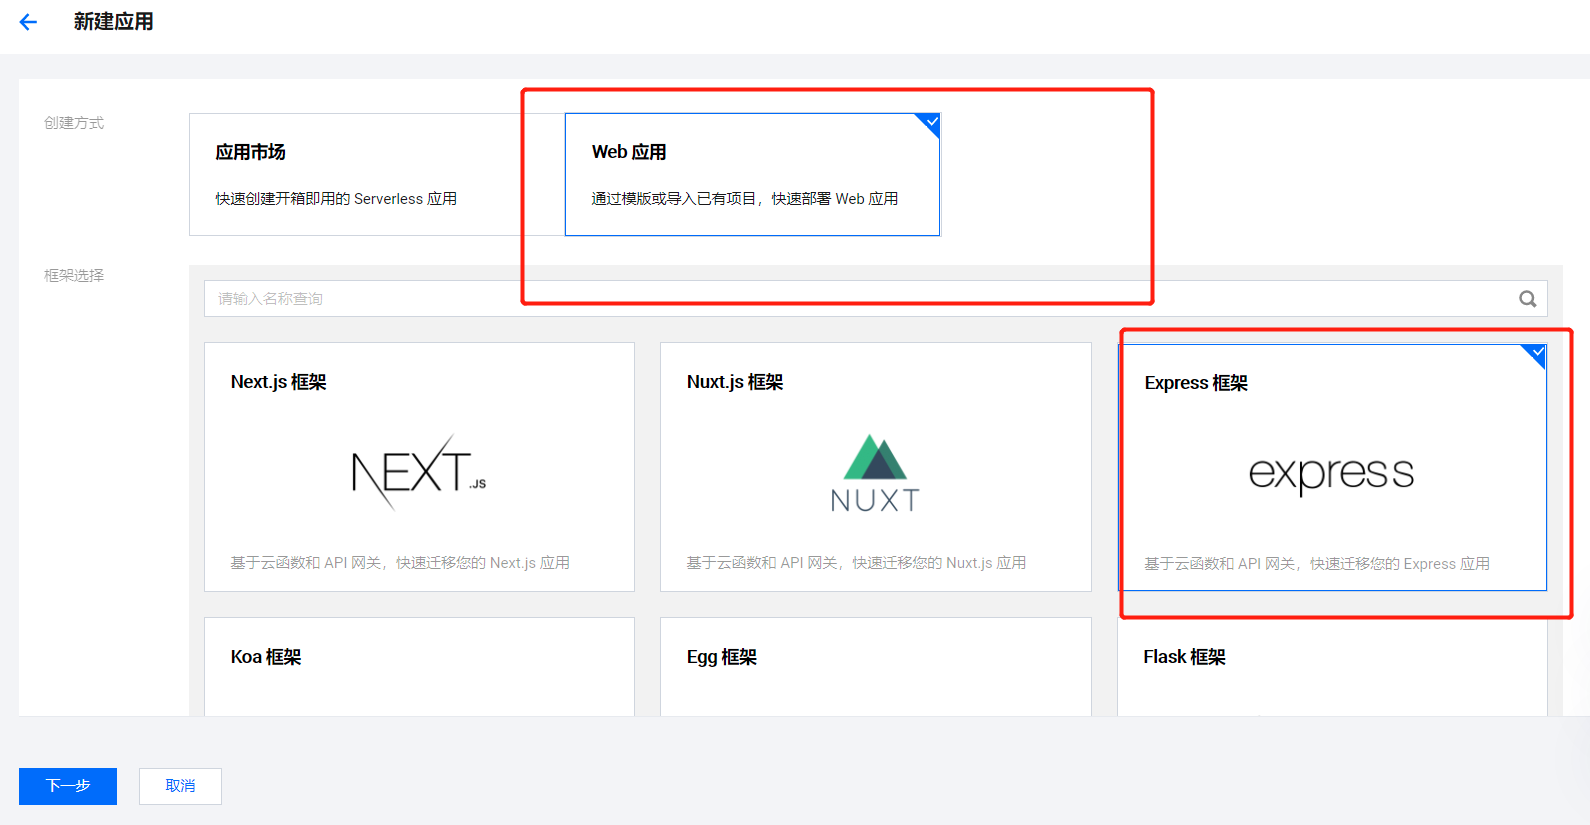 新建应用
创建方式
应用市场
快速创建开箱即用的 Serverless 应用
Web 应用
通过模版或导入已有项目，快速部署 Web 应用
框架选择
请输入名称查询
Next.js 框架
NEXT.JS
基于云函数和 API 网关，快速迁移您的 Next.js 应用
Nuxt.js 框架
NUXT
基于云函数和 API 网关，快速迁移您的 Nuxt.js 应用
Express 框架
express
基于云函数和 API 网关，快速迁移您的 Express 应用
Koa 框架
Egg 框架
Flask 框架
下一步
取消